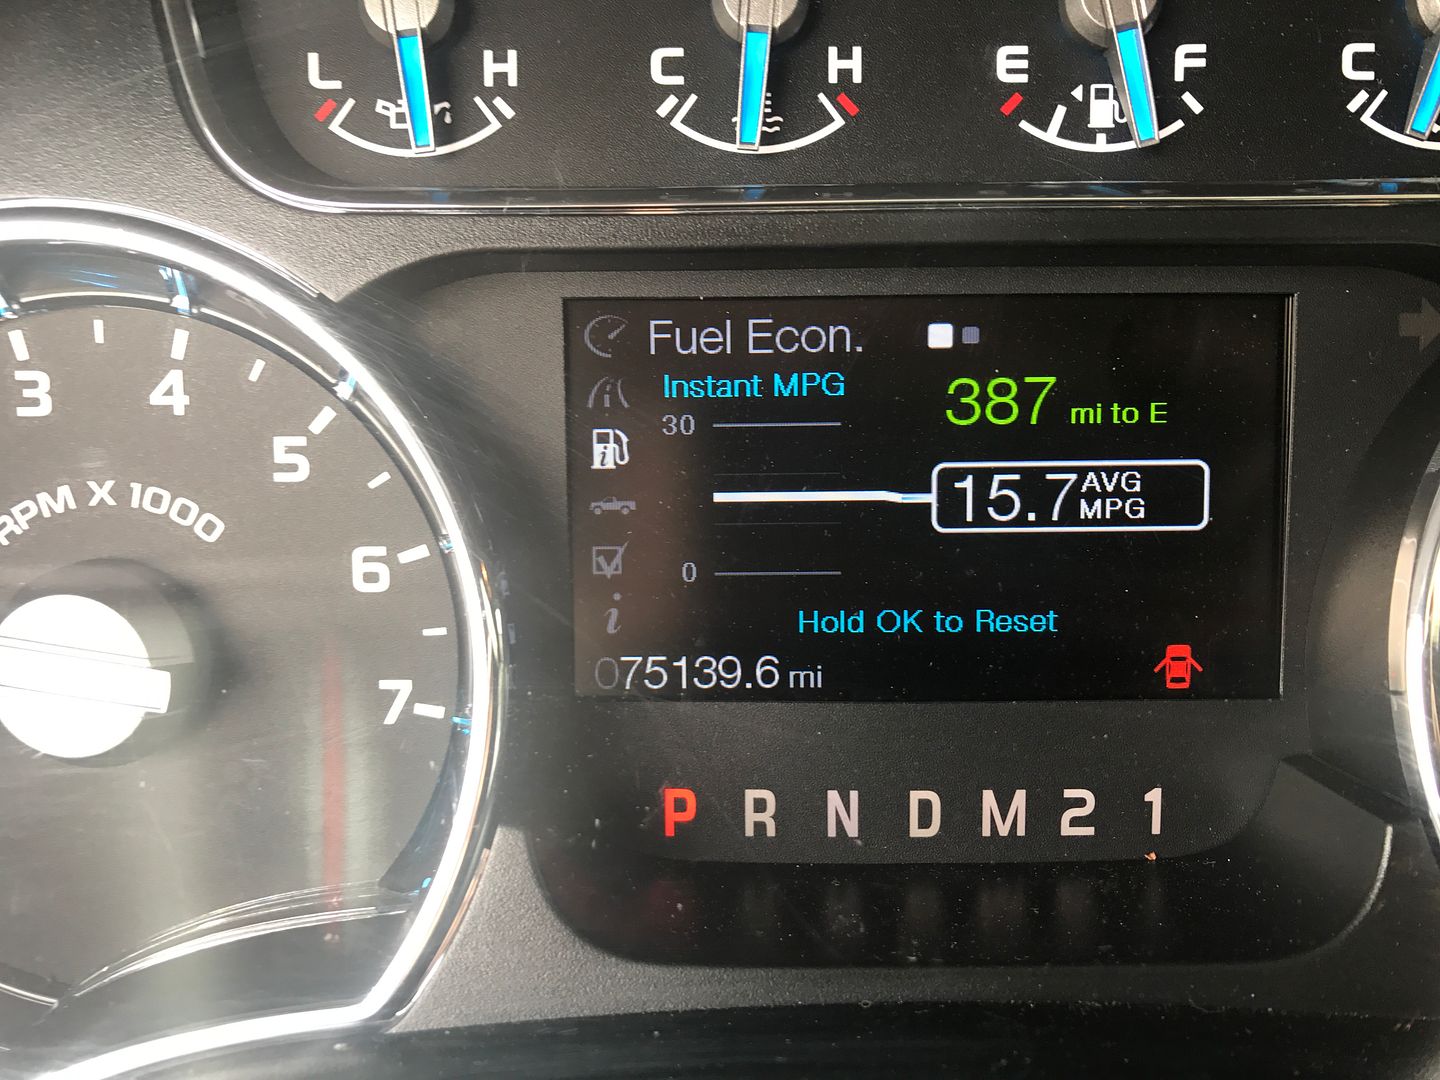 L H C H E F C
3 4 5 6 7
RPM X 1000
Fuel Econ.
Instant MPG
387 mi to E
30
15.7 AVG MPG
0
Hold OK to Reset
075139.6 mi
P R N D M 2 1